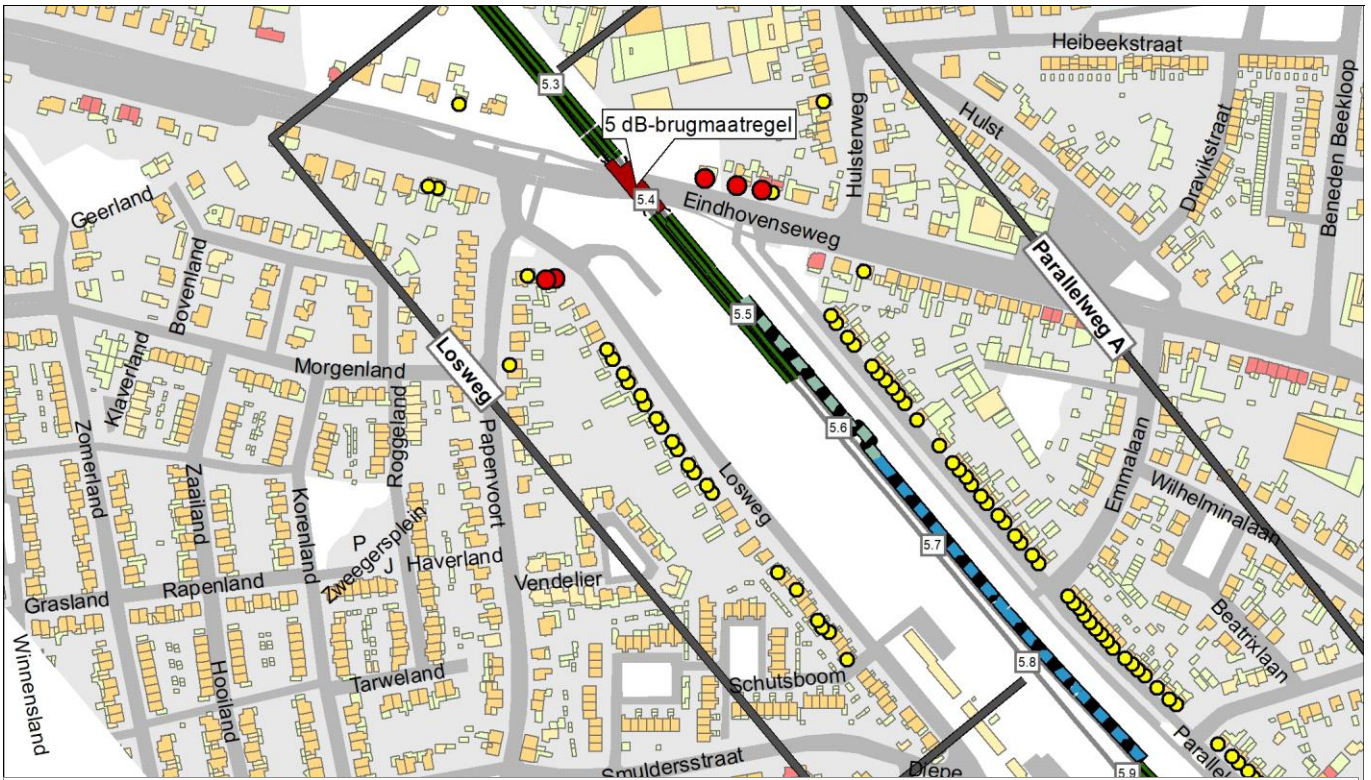 Heibeekstraat
5.3
Hulst
Dravikstraat
Beneden Beekloop
5 dB-brugmaatregel
Hulsterweg
5.4
Eindhovenseweg
Geerland
Bovenland
Parallelweg A
5.5
Losweg
Morgenland
Klaverland
Roggeland
5.6
Papenvoort
Zomerland
Zaailand
Korenland
Losweg
Emmalaan
Wilhelminalaan
P
J
Zweegersplein
Haverland
5.7
Vendelier
Rapenland
Grasland
Beatrixlaan
Winnensland
Hooiland
Tarweland
5.8
Schutsboom
Smuldersstraat
Diepe
Parallel
5.9